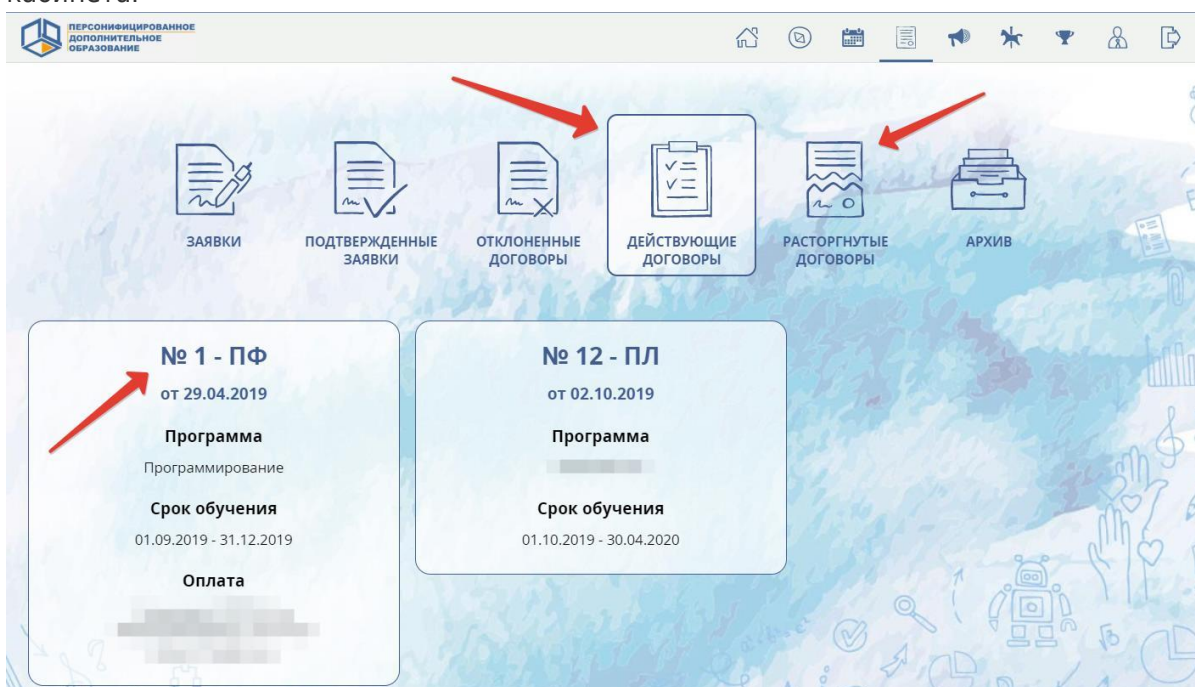 ПЕРСОНИФИЦИРОВАННОЕ
ДОПОЛНИТЕЛЬНОЕ
ОБРАЗОВАНИЕ
ЗАЯВКИ
ПОДТВЕРЖДЕННЫЕ
ЗАЯВКИ
ОТКЛОНЕННЫЕ
ДОГОВОРЫ
ДЕЙСТВУЮЩИЕ
ДОГОВОРЫ
РАСТОРГНУТЫЕ
ДОГОВОРЫ
АРХИВ
№ 1 - ПФ
от 29.04.2019
Программа
Программирование
Срок обучения
01.09.2019 - 31.12.2019
Оплата
№ 12 - ПЛ
от 02.10.2019
Программа
Срок обучения
01.10.2019 - 30.04.2020